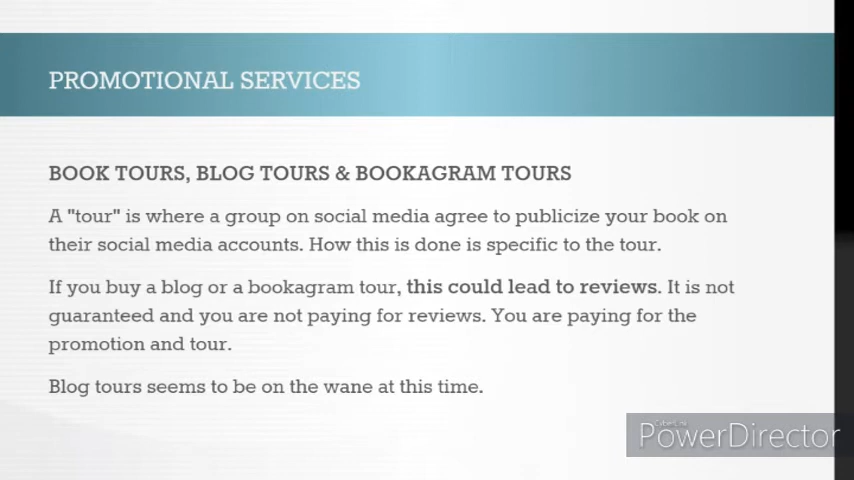 PROMOTIONAL SERVICES
BOOK TOURS, BLOG TOURS & BOOKAGRAM TOURS
A "tour" is where a group on social media agree to publicize your book on
their social media accounts. How this is done is specific to the tour.
If you buy a blog or a bookagram tour, this could lead to reviews. It is not
guaranteed and you are not paying for reviews. You are paying for the
promotion and tour.
Blog tours seems to be on the wane at this time.
CyberLink
PowerDirector